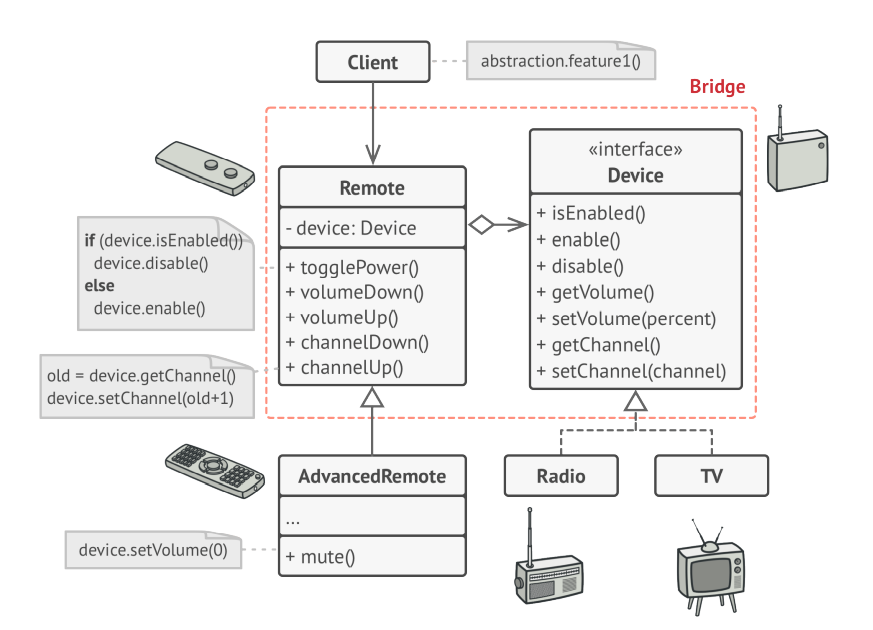 Client
abstraction.feature1()
Bridge
«interface»
Device
+ isEnabled()
+ enable()
+ disable()
+ getVolume()
+ setVolume(percent)
+ getChannel()
+ setChannel(channel)
Remote
- device: Device
+ togglePower()
+ volumeDown()
+ volumeUp()
+ channelDown()
+ channelUp()
if (device.isEnabled())
device.disable()
else
device.enable()
old = device.getChannel()
device.setChannel(old+1)
AdvancedRemote
...
+ mute()
device.setVolume(0)
Radio
TV